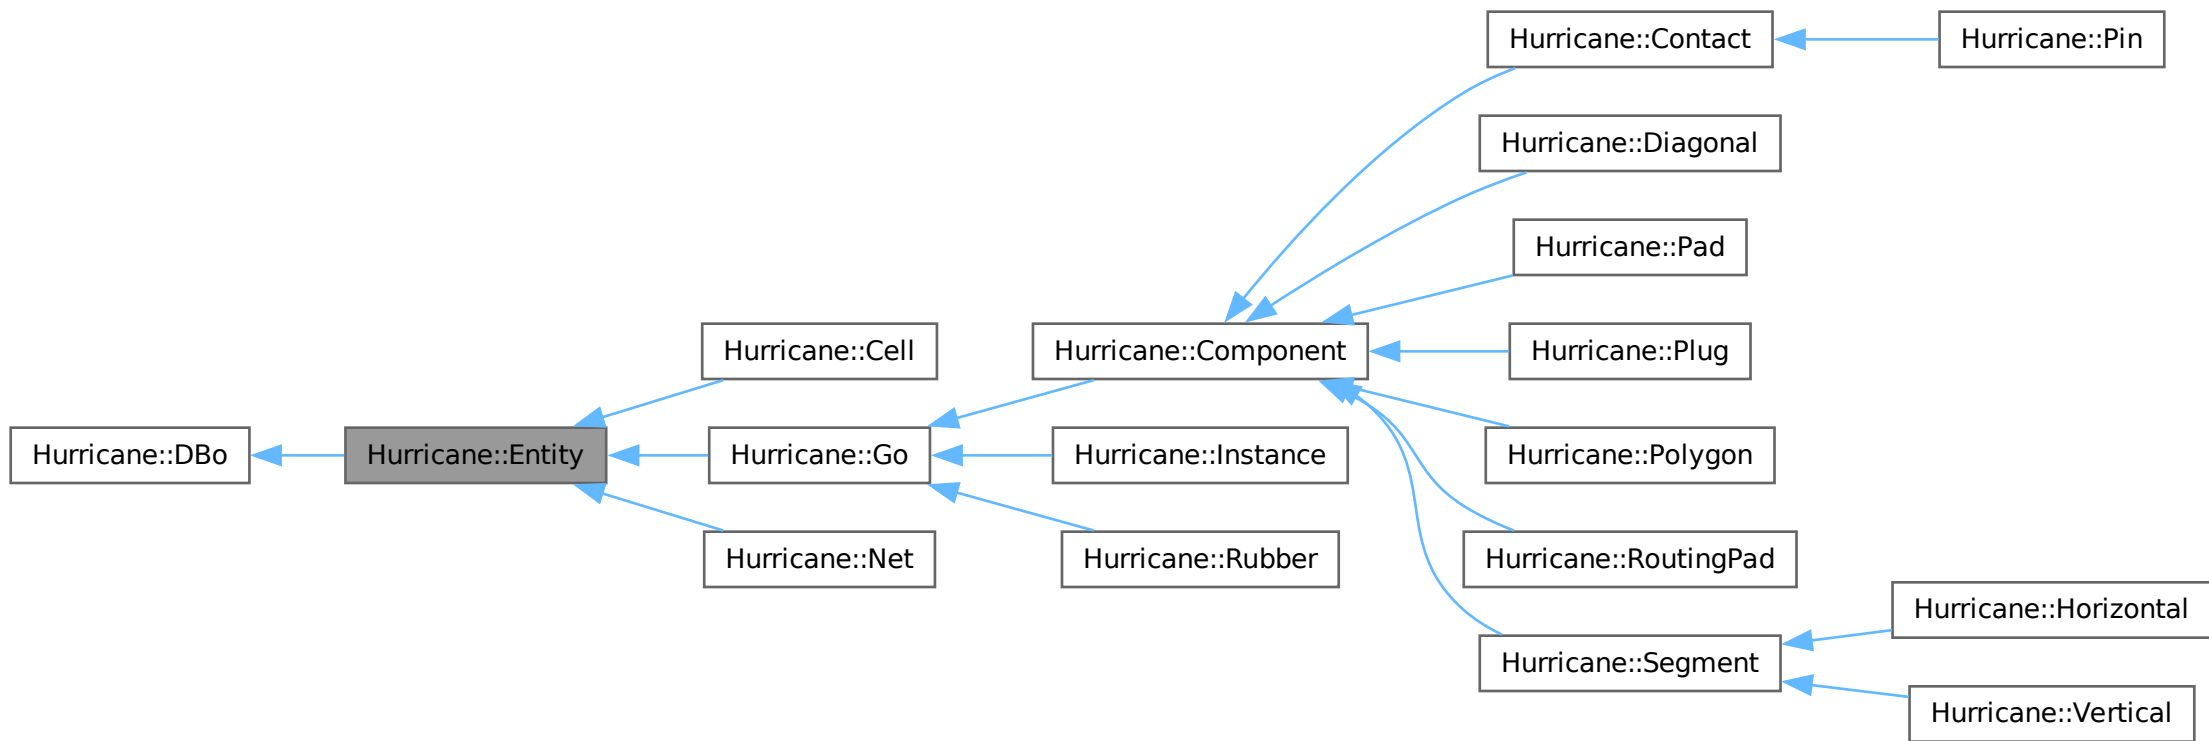 Hurricane::Contact
Hurricane::Pin
Hurricane::Diagonal
Hurricane::Pad
Hurricane::Cell
Hurricane::Component
Hurricane::Plug
Hurricane::DBo
Hurricane::Entity
Hurricane::Go
Hurricane::Instance
Hurricane::Polygon
Hurricane::Net
Hurricane::Rubber
Hurricane::RoutingPad
Hurricane::Horizontal
Hurricane::Segment
Hurricane::Vertical